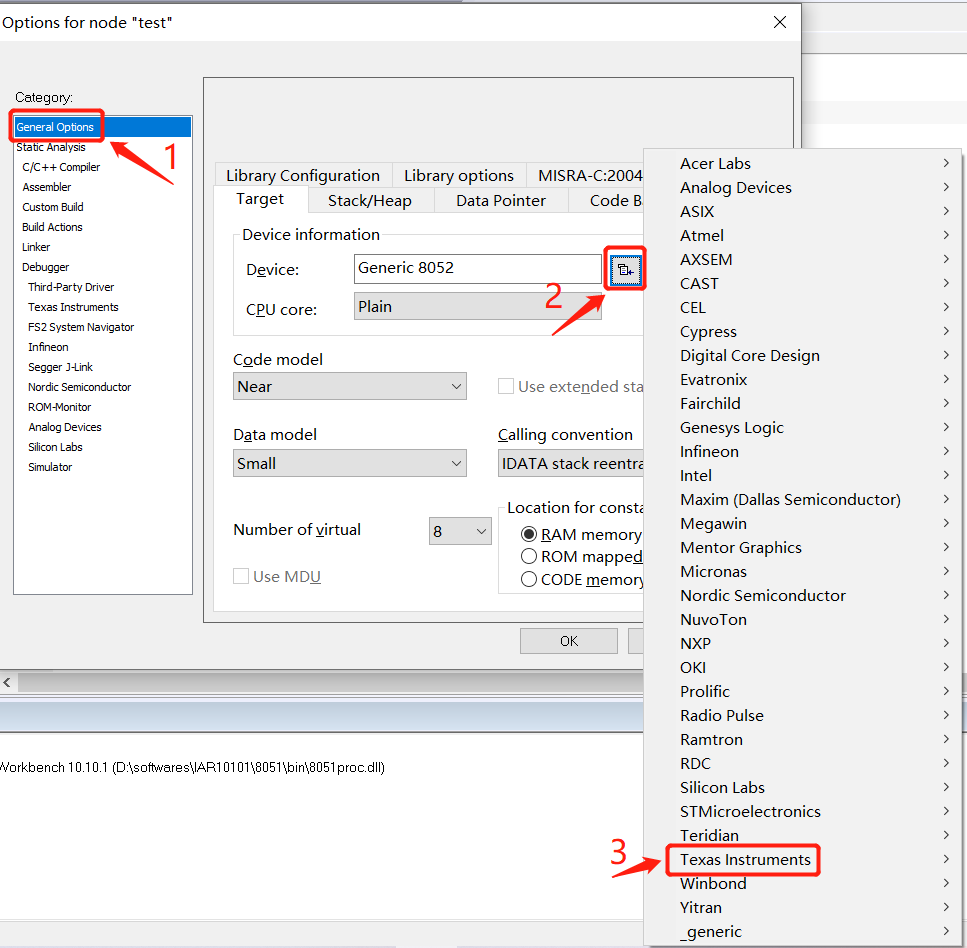 Options for node "test"
Category:
General Options
Static Analysis
C/C++ Compiler
Assembler
Custom Build
Build Actions
Linker
Debugger
Third-Party Driver
Texas Instruments
FS2 System Navigator
Infineon
Segger J-Link
Nordic Semiconductor
ROM-Monitor
Analog Devices
Silicon Labs
Simulator
1
Library Configuration
Library options
MISRA-C:2004
Target
Stack/Heap
Data Pointer
Code B
Device information
Device:
Generic 8052
2
CPU core:
Plain
Code model
Near
Use extended sta
Data model
Small
Calling convention
IDATA stack reentra
Number of virtual
8
Location for consta
RAM memory
ROM mapped
CODE memory
Use MDU
OK
Acer Labs
Analog Devices
ASIX
Atmel
AXSEM
CAST
CEL
Cypress
Digital Core Design
Evatronix
Fairchild
Genesys Logic
Infineon
Intel
Maxim (Dallas Semiconductor)
Megawin
Mentor Graphics
Micronas
Nordic Semiconductor
NuvoTon
NXP
OKI
Prolific
Radio Pulse
Ramtron
RDC
Silicon Labs
STMicroelectronics
Teridian
3
Texas Instruments
Winbond
Yitran
_generic
Workbench 10.10.1 (D:\softwares\IAR10101\8051\bin\8051proc.dll)